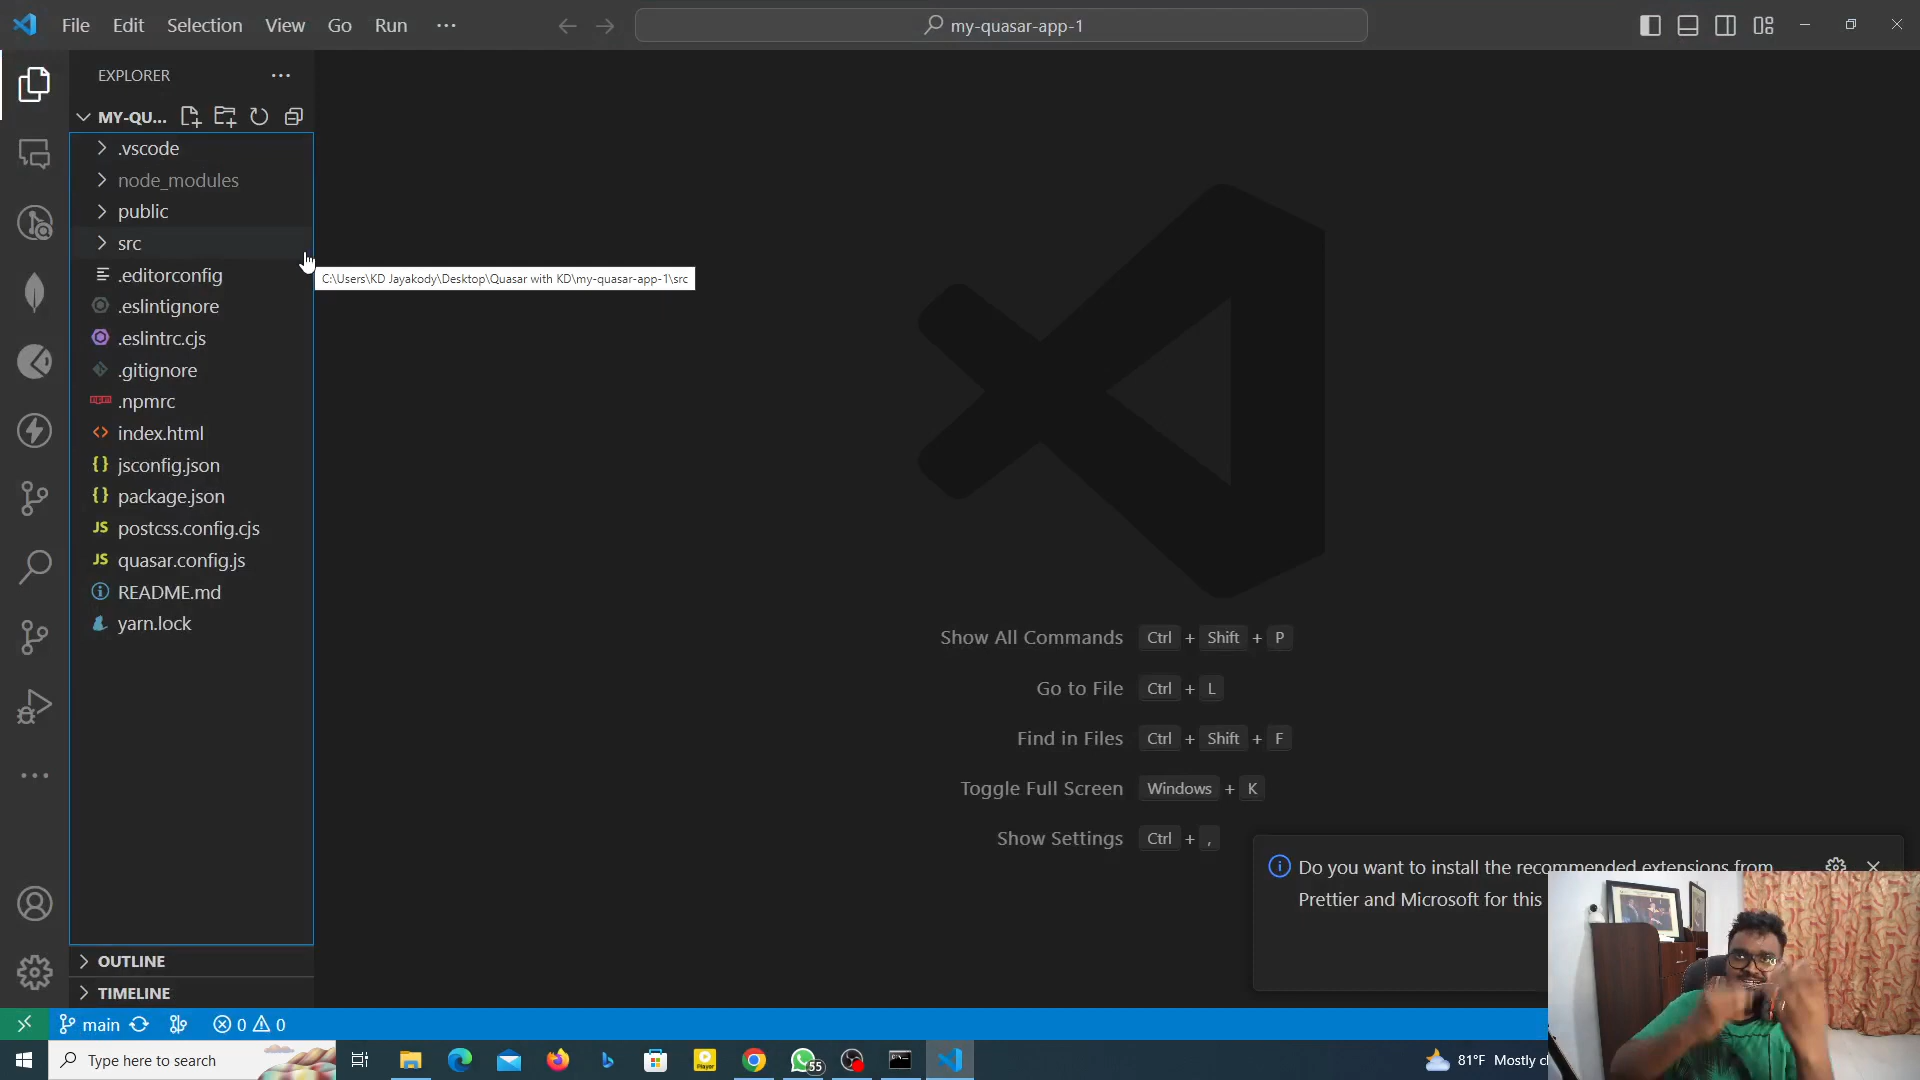 File Edit Selection View Go Run ···
my-quasar-app-1
EXPLORER
MY-QU...
.vscode
node_modules
public
src
C:\Users\KD Jayakody\Desktop\Quasar with KD\my-quasar-app-1\src
.editorconfig
.eslintignore
.eslintrc.cjs
.gitignore
.npmrc
<> index.html
{} jsconfig.json
{} package.json
JS postcss.config.cjs
JS quasar.config.js
README.md
yarn.lock
Show All Commands Ctrl + Shift + P
Go to File Ctrl + L
Find in Files Ctrl + Shift + F
Toggle Full Screen Windows + K
Show Settings Ctrl + ,
Do you want to install the recommended extensions from
Prettier and Microsoft for this
OUTLINE
TIMELINE
main 0 0
Type here to search
Player
55
81°F Mostly